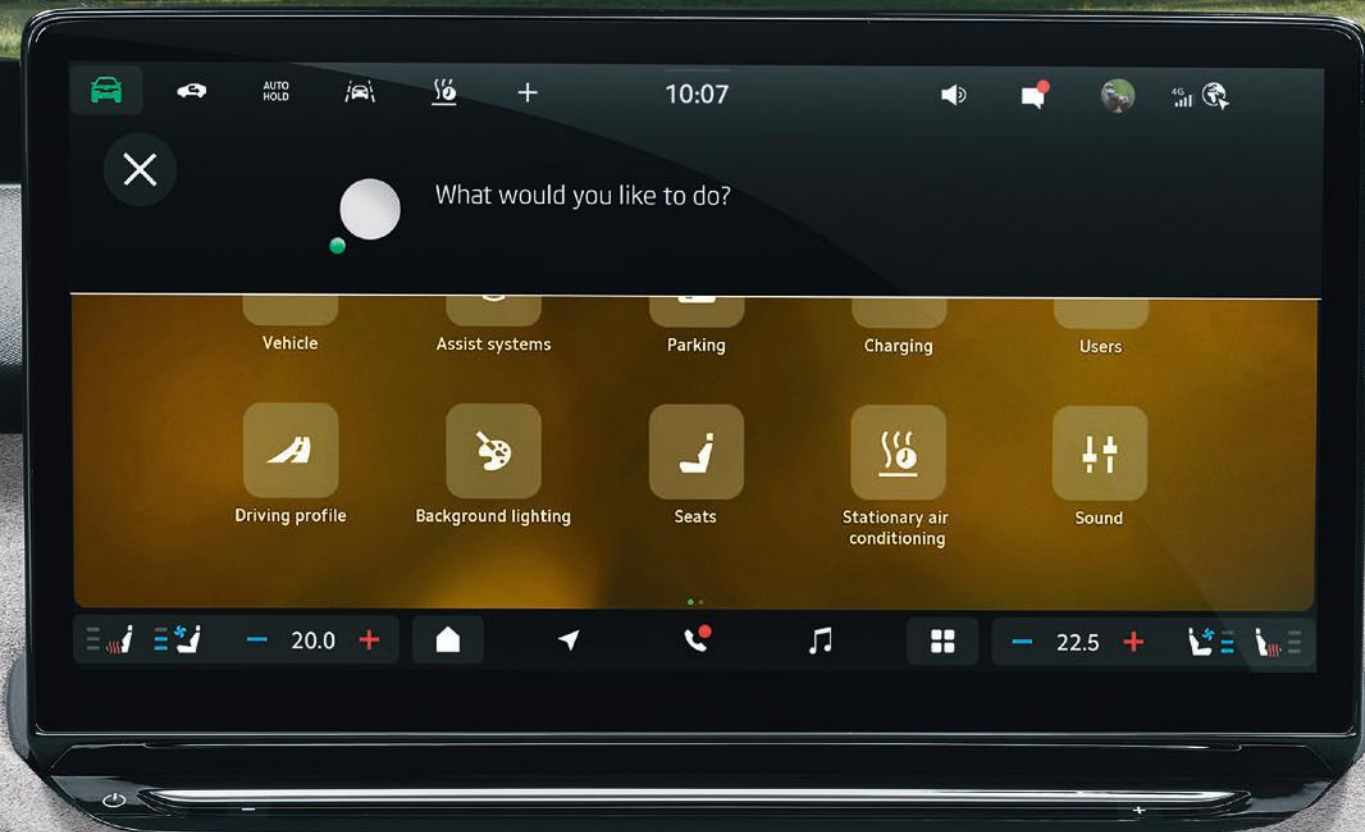 AUTO
HOLD
10:07
4G
What would you like to do?
Vehicle
Assist systems
Parking
Charging
Users
Driving profile
Background lighting
Seats
Stationary air
conditioning
Sound
20.0
22.5